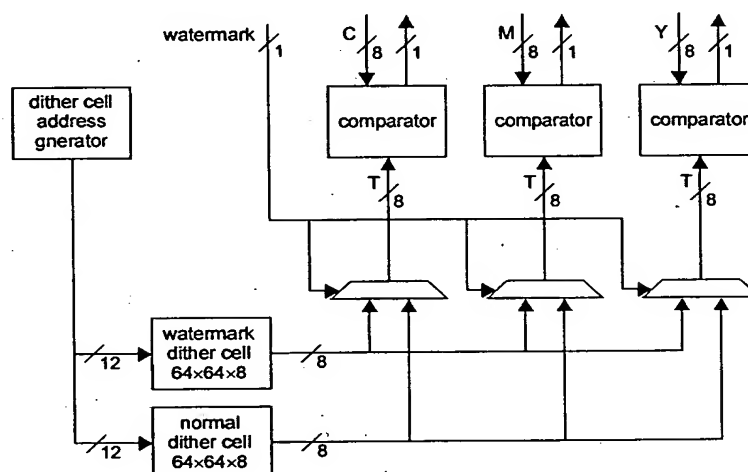 watermark
1
C
8
1
M
8
1
Y
8
1
dither cell
address
gnerator
comparator
comparator
comparator
T
8
T
8
T
8
watermark
dither cell
64×64×8
12
8
normal
dither cell
64×64×8
12
8